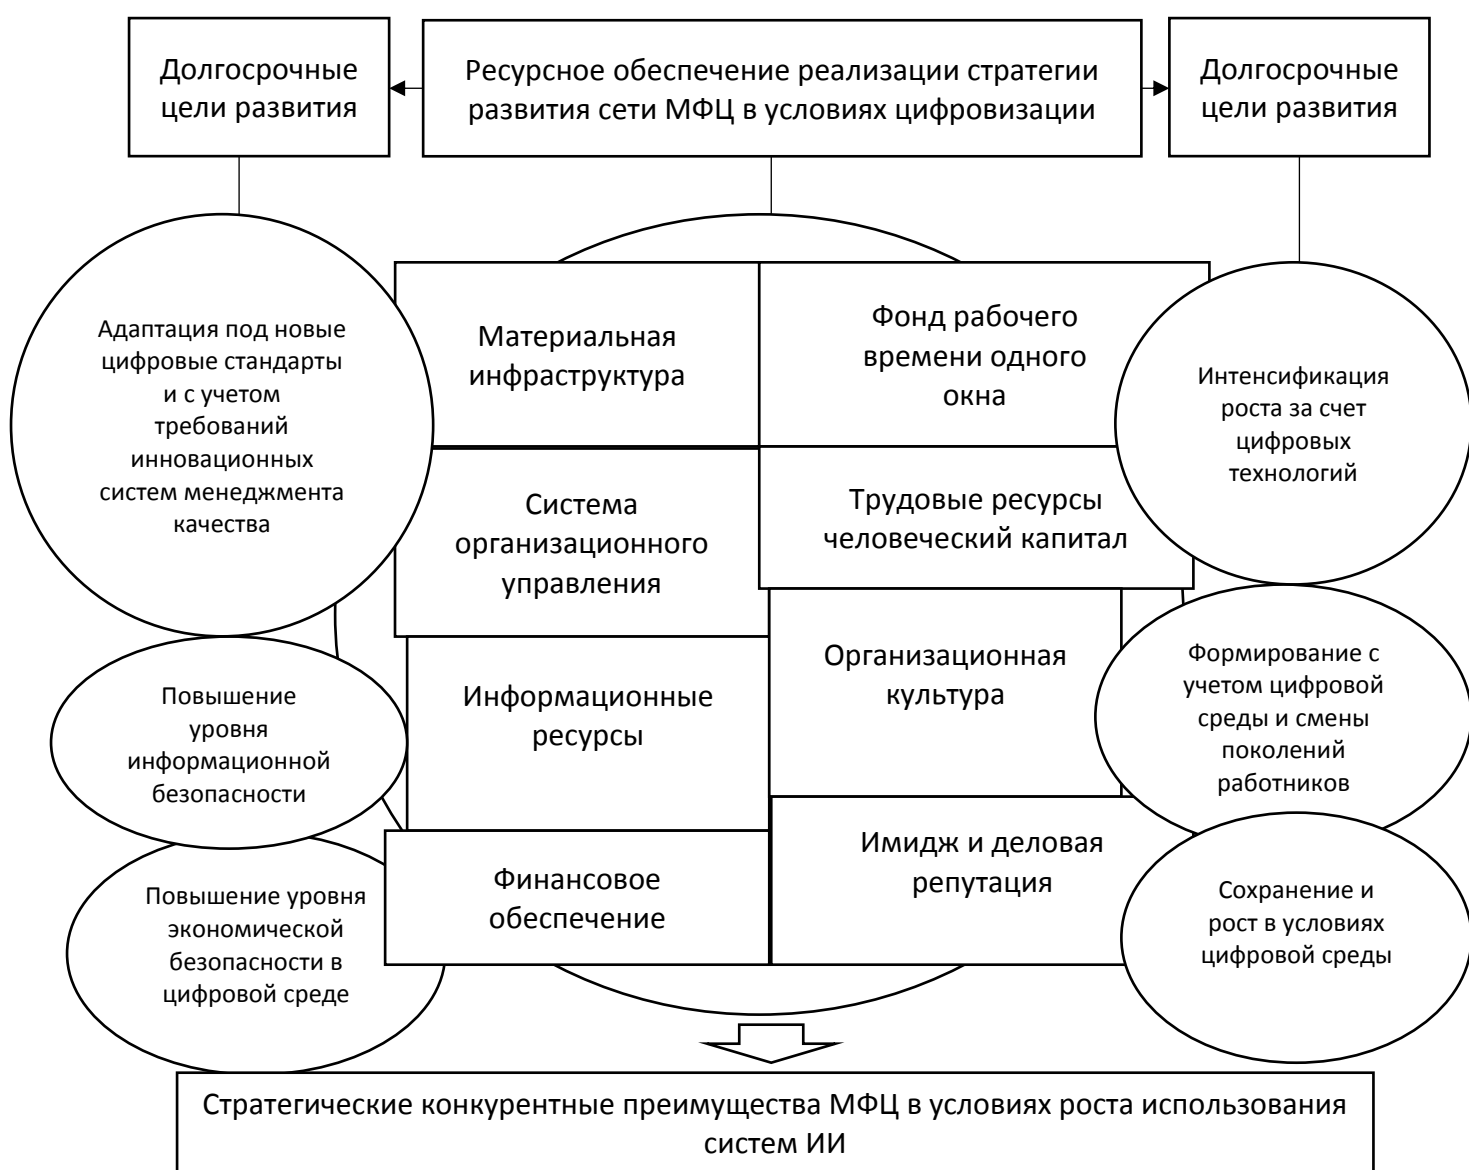 Долгосрочные
цели развития
Ресурсное обеспечение реализации стратегии
развития сети МФЦ в условиях цифровизации
Долгосрочные
цели развития
Адаптация под новые
цифровые стандарты
и с учетом
требований
инновационных
систем менеджмента
качества
Материальная
инфраструктура
Фонд рабочего
времени одного
окна
Интенсификация
роста за счет
цифровых
технологий
Система
организационного
управления
Трудовые ресурсы
человеческий капитал
Повышение
уровня
информационной
безопасности
Информационные
ресурсы
Организационная
культура
Формирование с
учетом цифровой
среды и смены
поколений
работников
Повышение уровня
экономической
безопасности в
цифровой среде
Финансовое
обеспечение
Имидж и деловая
репутация
Сохранение и
рост в условиях
цифровой среды
Стратегические конкурентные преимущества МФЦ в условиях роста использования
систем ИИ